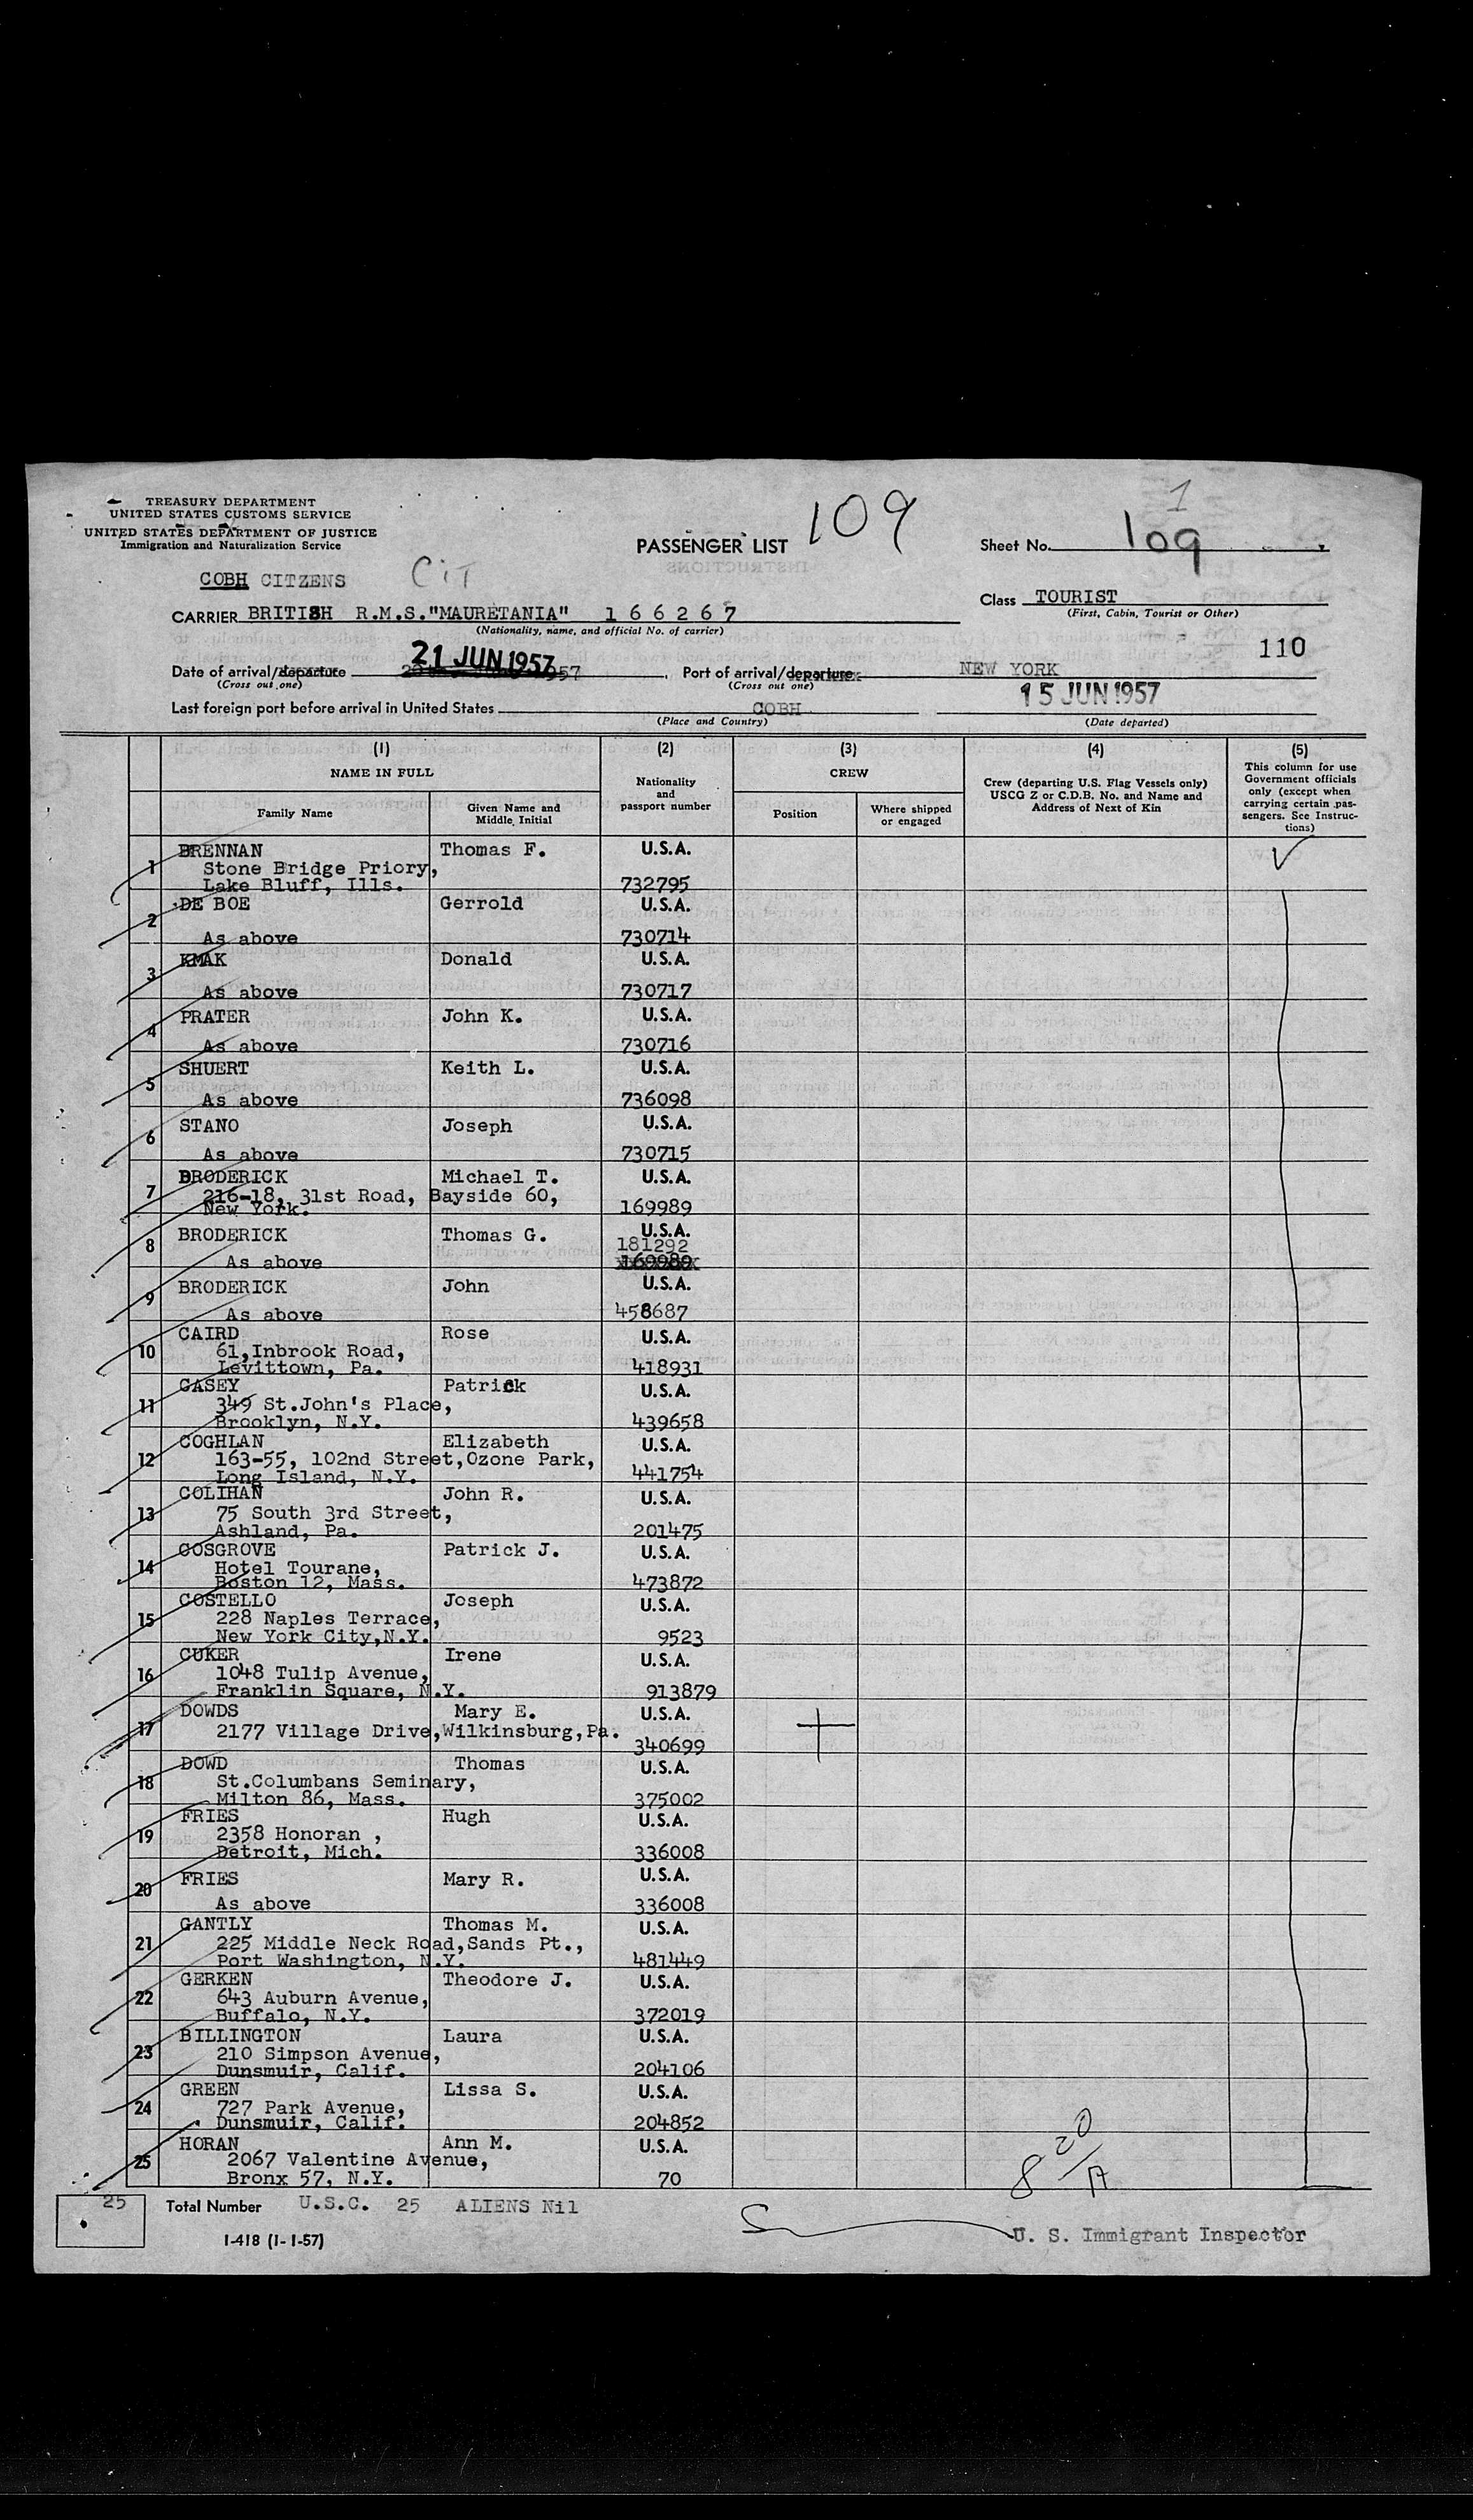 TREASURY DEPARTMENT
UNITED STATES CUSTOMS SERVICE
UNITED STATES DEPARTMENT OF JUSTICE
Immigration and Naturalization Service
PASSENGER LIST
109
1
Sheet No. 109
COBH CITZENS
CiT
CARRIER BRITISH R.M.S."MAURETANIA" 1 6 6 2 6 7
(Nationality, name, and official No. of carrier)
Class TOURIST
(First, Cabin, Tourist or Other)
110
Date of arrival/departure 21 JUN 1957
(Cross out one)
Port of arrival/departure NEW YORK
(Cross out one)
Last foreign port before arrival in United States COBH 15 JUN 1957
(Place and Country) (Date departed)
(1) (2) (3) (4) (5)
NAME IN FULL
Nationality and passport number
CREW
Crew (departing U.S. Flag Vessels only) USCG Z or C.D.B. No. and Name and Address of Next of Kin
This column for use Government officials only (except when carrying certain pas- sengers. See Instruc- tions)
Family Name Given Name and Middle Initial Position Where shipped or engaged
1 BRENNAN Thomas F. U.S.A.
Stone Bridge Priory,
Lake Bluff, Ills. 732795
2 DE BOE Gerrold U.S.A.
As above 730714
3 KMAK Donald U.S.A.
As above 730717
4 PRATER John K. U.S.A.
As above 730716
5 SHUERT Keith L. U.S.A.
As above 736098
6 STANO Joseph U.S.A.
As above 730715
7 BRODERICK Michael T. U.S.A.
216-18, 31st Road, Bayside 60,
New York. 169989
8 BRODERICK Thomas G. U.S.A.
181292
As above 169989
9 BRODERICK John U.S.A.
As above 458687
10 CAIRD Rose U.S.A.
61,Inbrook Road,
Levittown, Pa. 418931
11 CASEY Patrick U.S.A.
349 St.John's Place,
Brooklyn, N.Y. 439658
12 COGHLAN Elizabeth U.S.A.
163-55, 102nd Street,Ozone Park,
Long Island, N.Y. 441754
13 COLIHAN John R. U.S.A.
75 South 3rd Street,
Ashland, Pa. 201475
14 COSGROVE Patrick J. U.S.A.
Hotel Tourane,
Boston 12, Mass. 473872
15 COSTELLO Joseph U.S.A.
228 Naples Terrace,
New York City,N.Y. 9523
16 CUKER Irene U.S.A.
1048 Tulip Avenue,
Franklin Square, N.Y. 913879
17 DOWDS Mary E. U.S.A.
2177 Village Drive,Wilkinsburg,Pa.
340699
18 DOWD Thomas U.S.A.
St.Columbans Seminary,
Milton 86, Mass. 375002
19 FRIES Hugh U.S.A.
2358 Honoran ,
Detroit, Mich. 336008
20 FRIES Mary R. U.S.A.
As above 336008
21 GANTLY Thomas M. U.S.A.
225 Middle Neck Road,Sands Pt.,
Port Washington, N.Y. 481449
22 GERKEN Theodore J. U.S.A.
643 Auburn Avenue,
Buffalo, N.Y. 372019
23 BILLINGTON Laura U.S.A.
210 Simpson Avenue,
Dunsmuir, Calif. 204106
24 GREEN Lissa S. U.S.A.
727 Park Avenue,
Dunsmuir, Calif. 204852
25 HORAN Ann M. U.S.A.
2067 Valentine Avenue,
Bronx 57, N.Y. 70
8 20/A
25 Total Number U.S.C. 25 ALIENS Nil
U. S. Immigrant Inspector
I-418 (1-1-57)